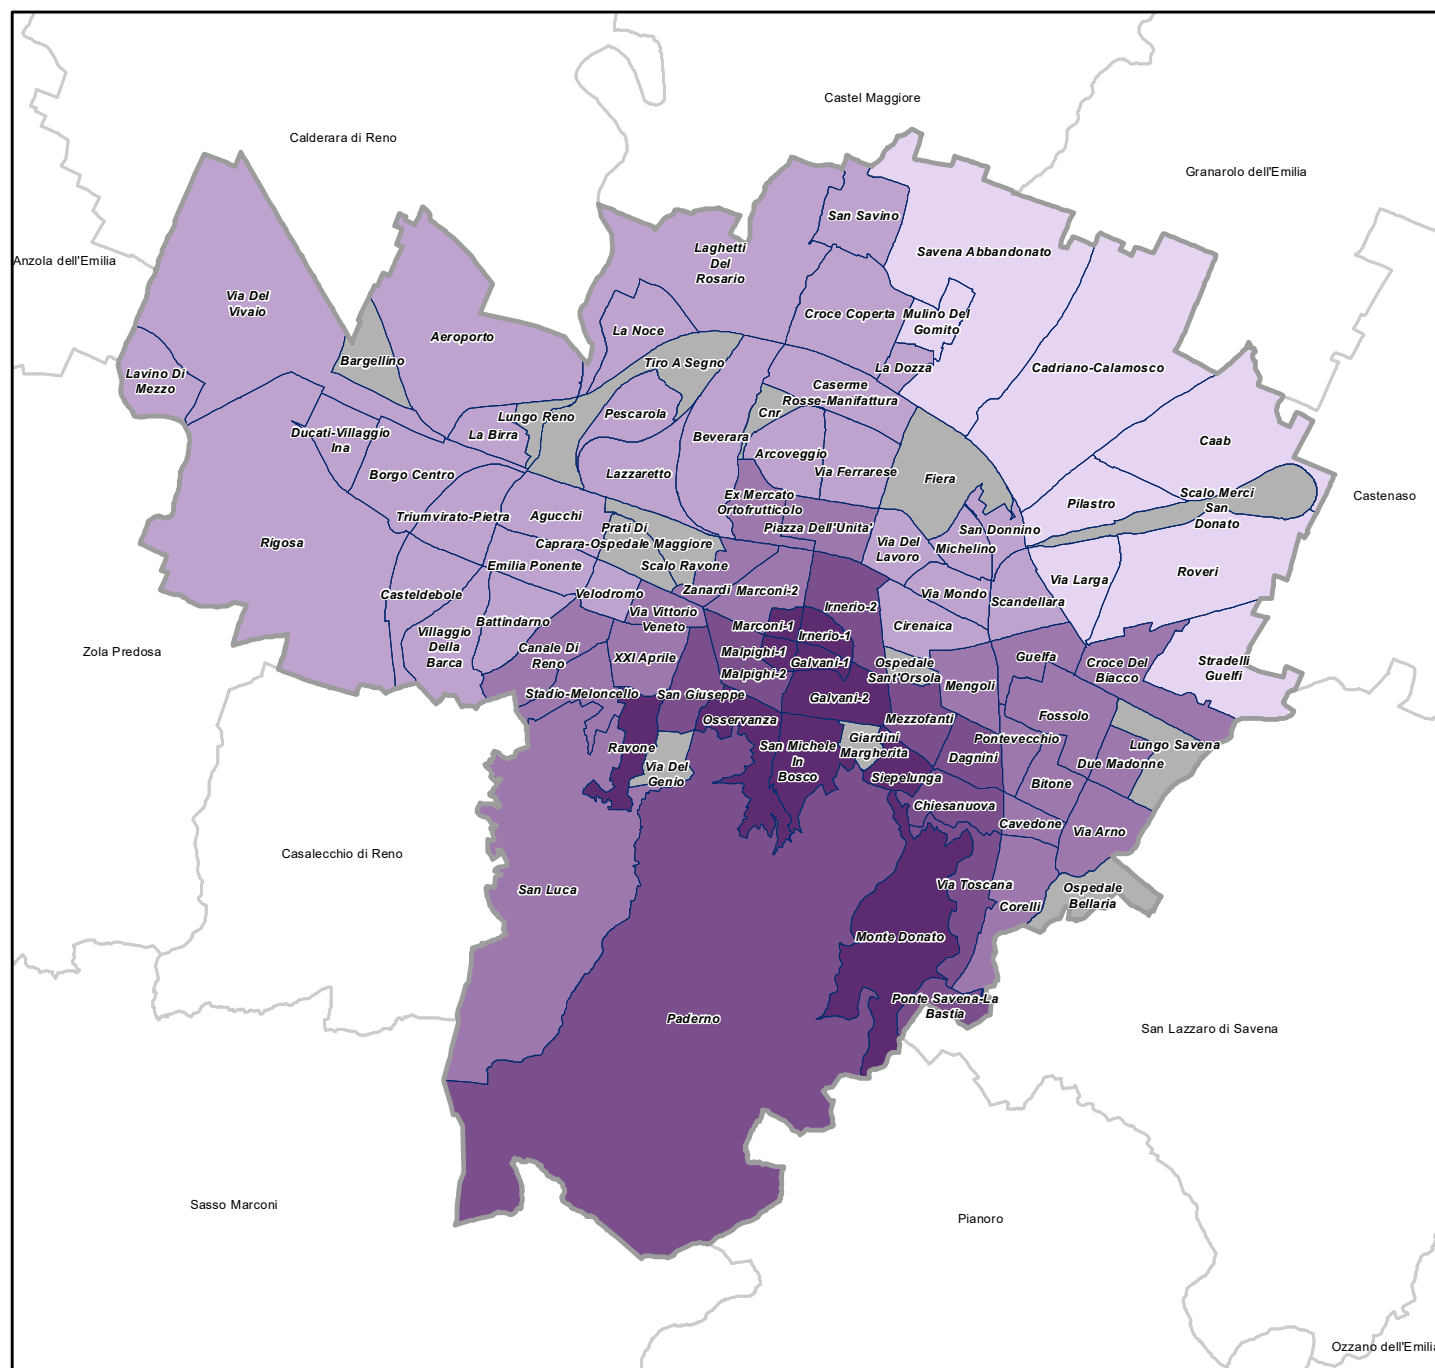 Castel Maggiore
Calderara di Reno
Granarolo dell'Emilia
San Savino
Laghetti
Del
Rosario
Savena Abbandonato
Anzola dell'Emilia
Via Del
Vivaio
Croce Coperta
Mulino Del
Gomito
La Noce
Aeroporto
Bargellino
Tiro A Segno
La Dozza
Cadriano-Calamosco
Lavino Di
Mezzo
Caserme
Rosse-Manifattura
Cnr
Lungo Reno
Pescarola
La Birra
Ducati-Villaggio
Ina
Beverara
Caab
Arcoveggio
Via Ferrarese
Borgo Centro
Lazzaretto
Fiera
Ex Mercato
Ortofrutticolo
Scalo Merci
San
Donato
Castenaso
Pilastro
Triumvirato-Pietra
Agucchi
Prati Di
Caprara-Ospedale Maggiore
Piazza Dell'Unita'
San Donnino
Rigosa
Via Del
Lavoro
Michelino
Emilia Ponente
Scalo Ravone
Via Larga
Roveri
Casteldebole
Velodromo
Zanardi
Marconi-2
Via Mondo
Scandellara
Irnerio-2
Via Vittorio
Veneto
Battindarno
Marconi-1
Irnerio-1
Cirenaica
Villaggio
Della
Barca
Zola Predosa
Canale Di
Reno
XXI Aprile
Malpighi-1
Galvani-1
Ospedale
Sant'Orsola
Guelfa
Croce Del
Biacco
Stradelli
Guelfi
Malpighi-2
Mengoli
Stadio-Meloncello
San Giuseppe
Galvani-2
Osservanza
Mezzofanti
Fossolo
Giardini
Margherita
Pontevecchio
Lungo Savena
Ravone
San Michele
In
Bosco
Dagnini
Due Madonne
Via Del
Genio
Siepelunga
Bitone
Chiesanuova
Cavedone
Via Arno
Casalecchio di Reno
San Luca
Via Toscana
Corelli
Ospedale
Bellaria
Monte Donato
Ponte Savena-La
Bastia
Paderno
San Lazzaro di Savena
Sasso Marconi
Pianoro
Ozzano dell'Emilia